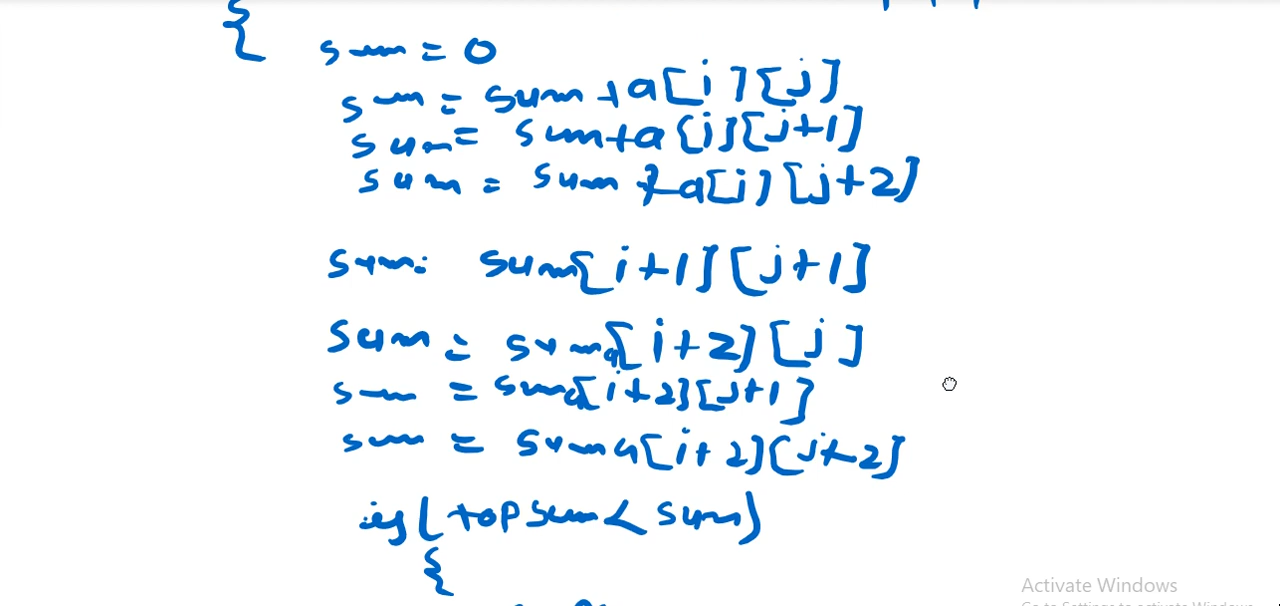 {
sum = 0
sum = sum + a[i][j]
sum = sum + a[i][j+1]
sum = sum + a[i][j+2]
sum = sum[i+1][j+1]
sum = suma[i+2][j]
sum = suma[i+2][j+1]
sum = suma[i+2][j+2]
if(topsum < sum)
{
Activate Windows